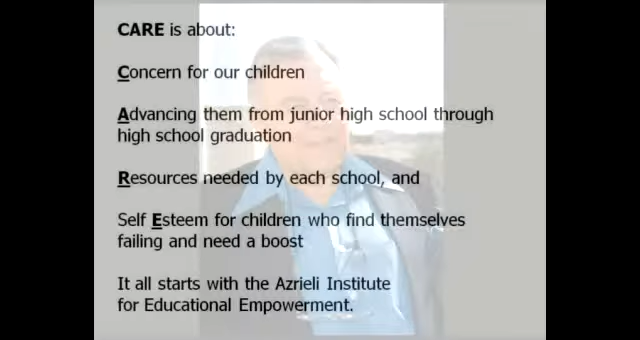 CARE is about:
Concern for our children
Advancing them from junior high school through
high school graduation
Resources needed by each school, and
Self Esteem for children who find themselves
failing and need a boost
It all starts with the Azrieli Institute
for Educational Empowerment.